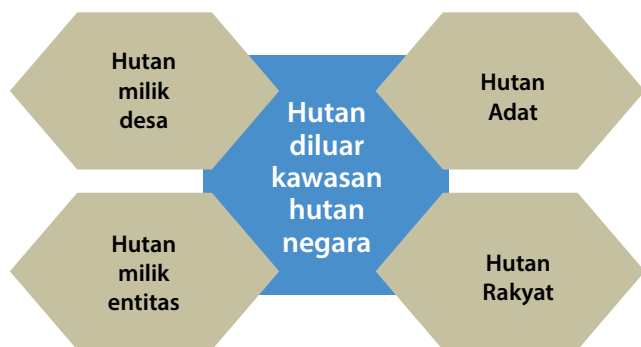 Hutan
milik
desa
Hutan
Adat
Hutan
diluar
kawasan
hutan
negara
Hutan
milik
entitas
Hutan
Rakyat